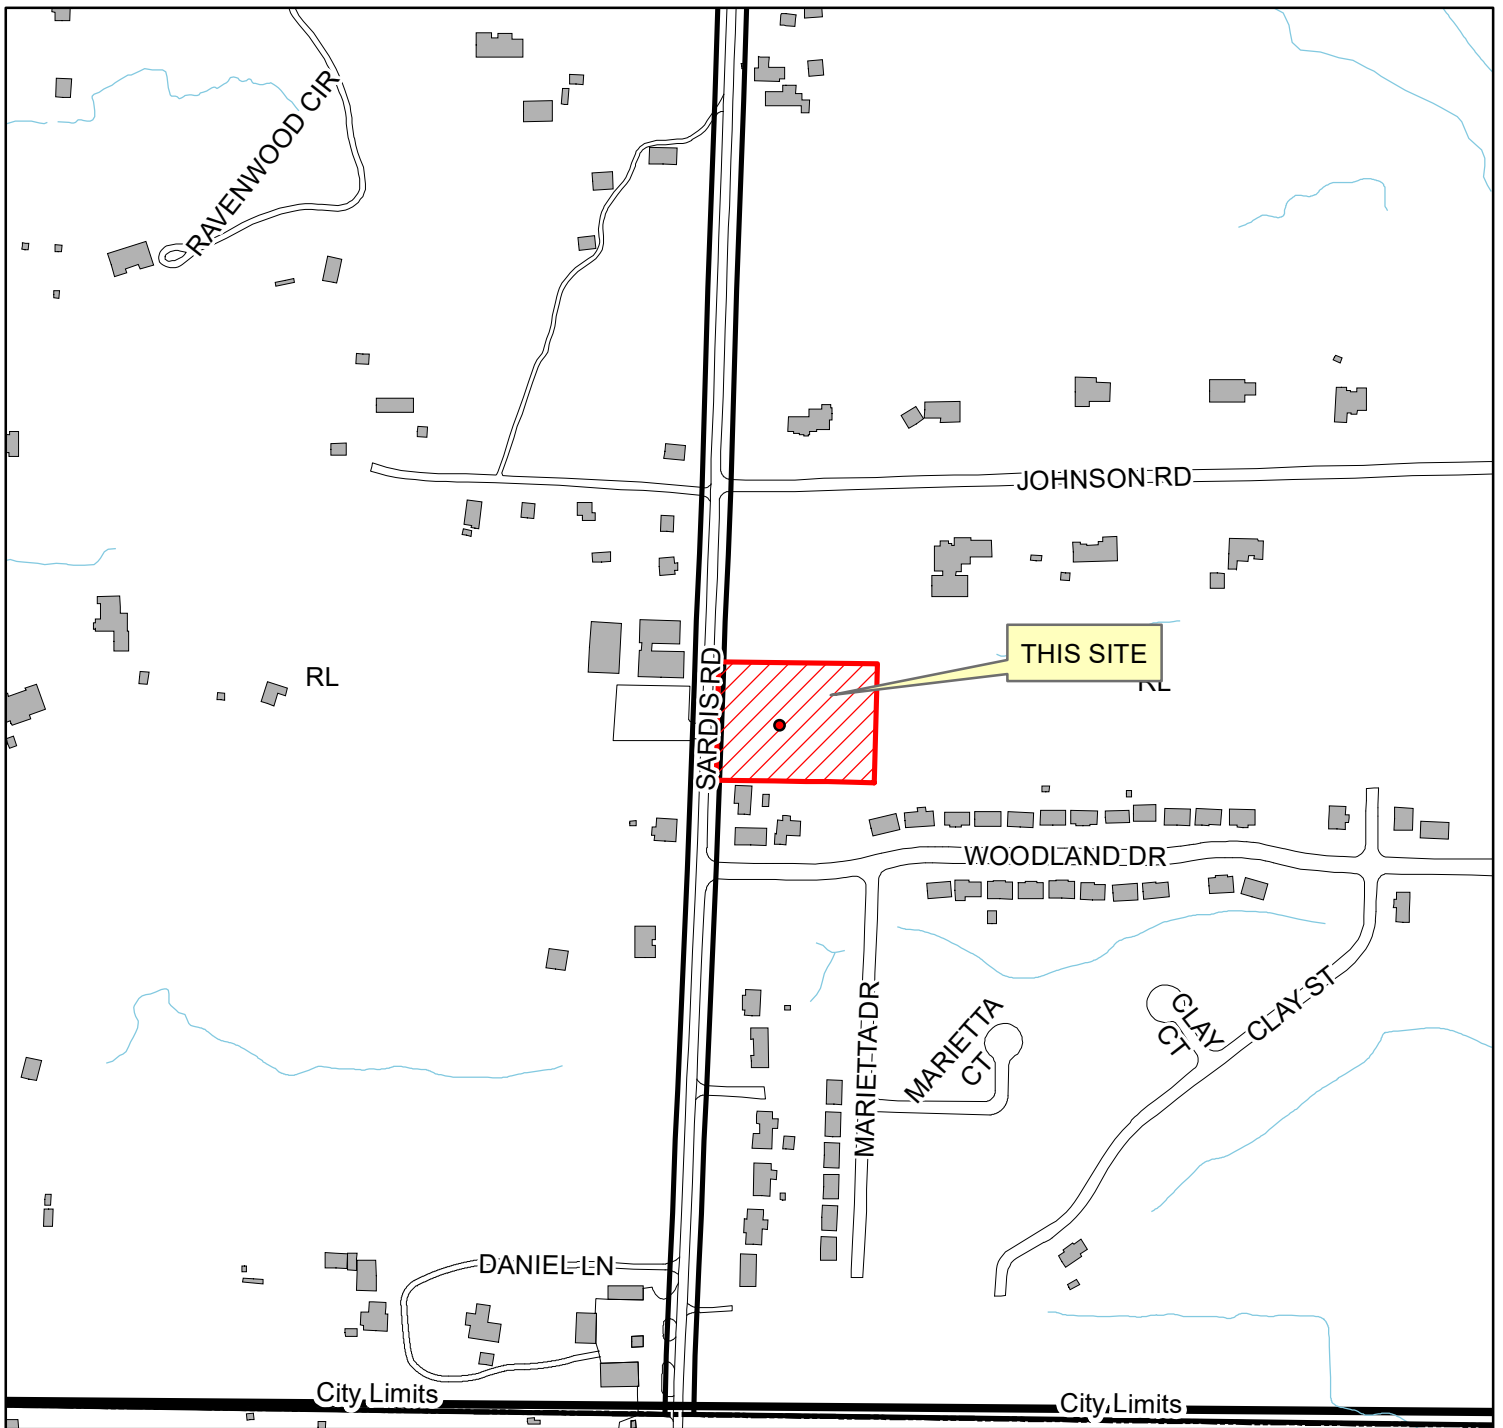 RAVENWOOD CIR
JOHNSON RD
SARDIS RD
THIS SITE
RL
RL
WOODLAND DR
MARIETTA DR
MARIETTA
CT
CLAY
CT
CLAY ST
DANIEL LN
City Limits
City Limits